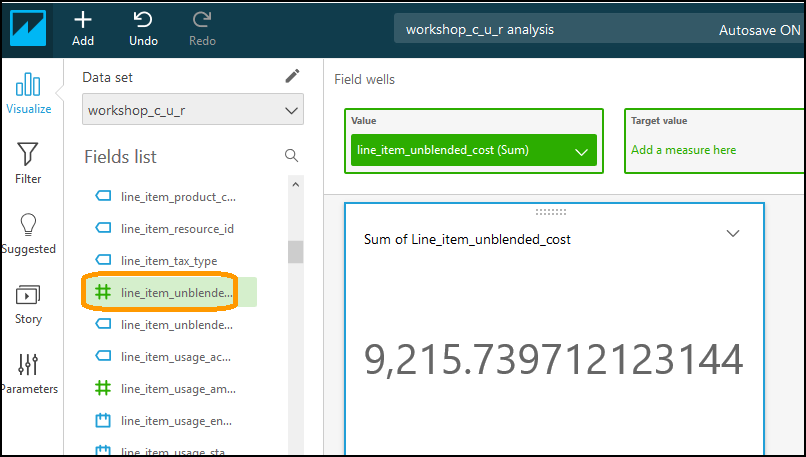 Add
Undo
Redo
workshop_c_u_r analysis
Autosave ON
Visualize
Filter
Suggested
Story
Parameters
Data set
workshop_c_u_r
Fields list
line_item_product_c...
line_item_resource_id
line_item_tax_type
line_item_unblende...
line_item_unblende...
line_item_usage_ac...
line_item_usage_am...
line_item_usage_en...
line_item_usage_sta...
Field wells
Value
line_item_unblended_cost (Sum)
Target value
Add a measure here
Sum of Line_item_unblended_cost
9,215.739712123144